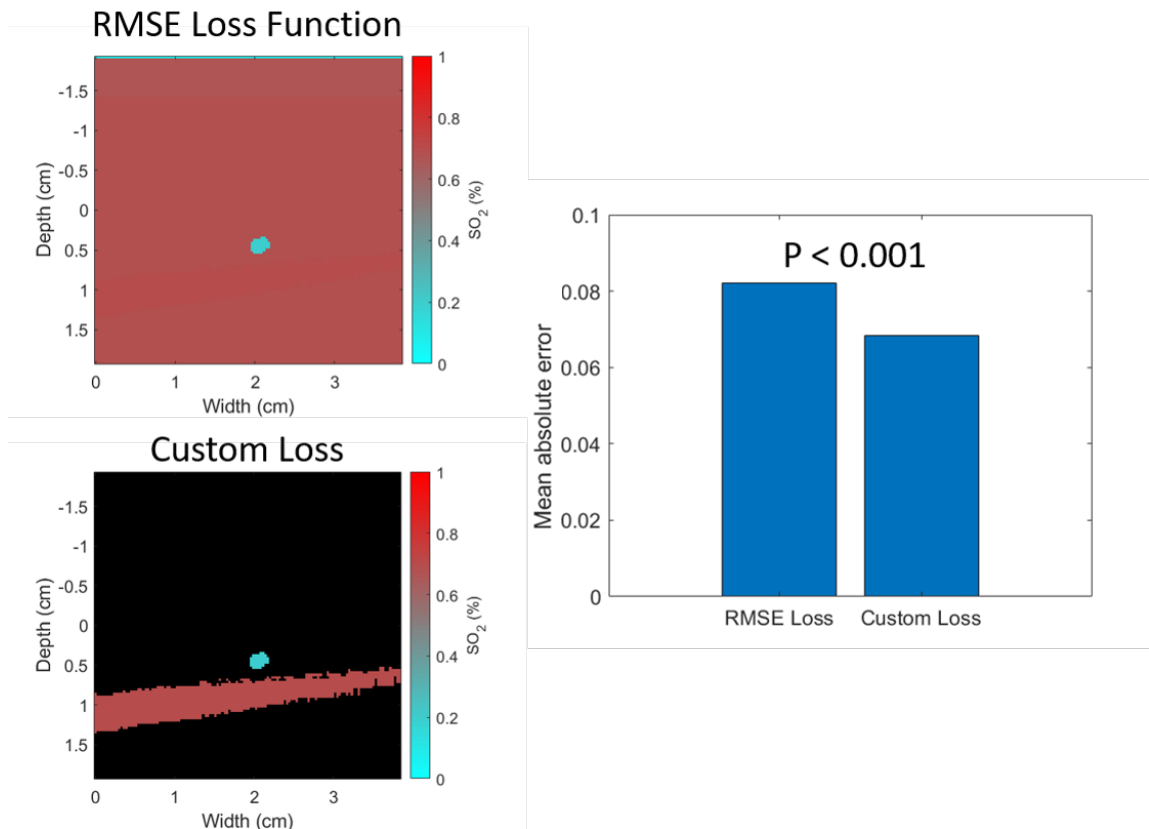 RMSE Loss Function
-1.5
-1
-0.5
0
0.5
1
1.5
Depth (cm)
0 1 2 3
Width (cm)
1
0.8
0.6
0.4
0.2
0
SO2 (%)
Custom Loss
-1.5
-1
-0.5
0
0.5
1
1.5
Depth (cm)
0 1 2 3
Width (cm)
1
0.8
0.6
0.4
0.2
0
SO2 (%)
P < 0.001
0.1
0.08
0.06
0.04
0.02
0
Mean absolute error
RMSE Loss Custom Loss